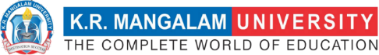 K.R. MANGALAM UNIVERSITY
THE COMPLETE WORLD OF EDUCATION